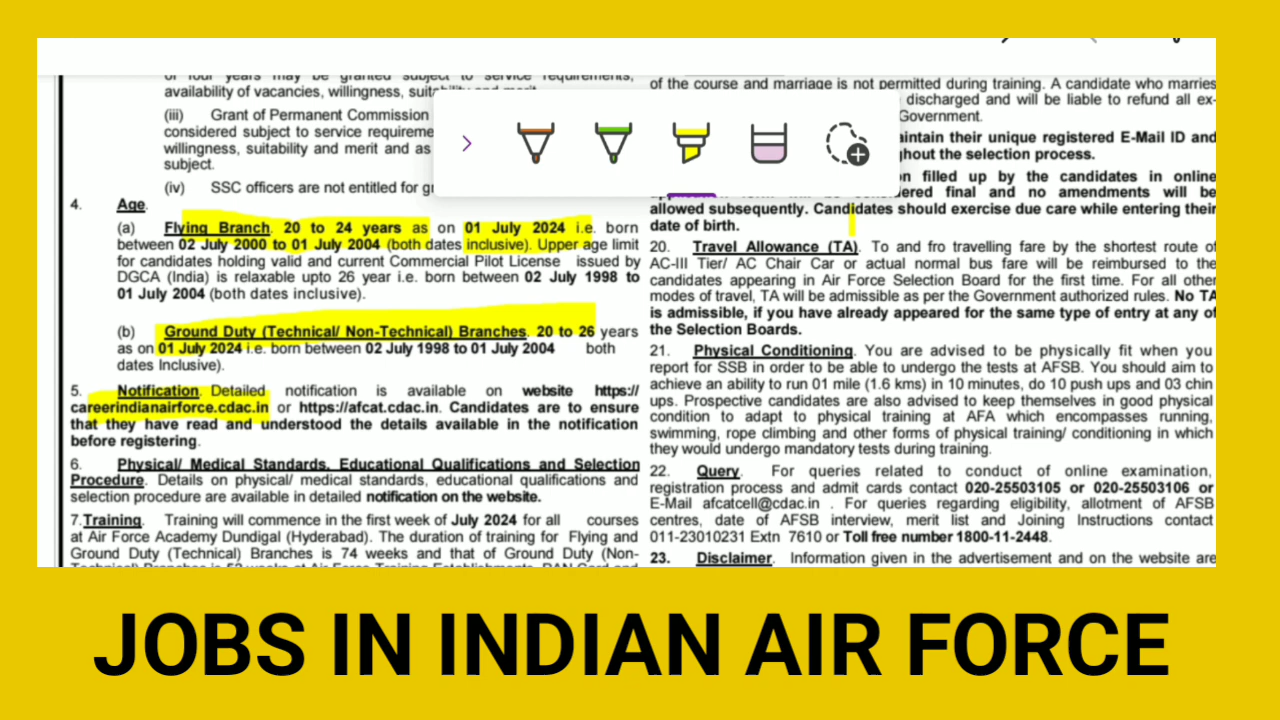 of four years may be granted subject to service requirements,
availability of vacancies, willingness, suitability and merit.
(iii) Grant of Permanent Commission
considered subject to service requireme
willingness, suitability and merit and as
subject.
(iv) SSC officers are not entitled for gr
4. Age.
(a) Flying Branch. 20 to 24 years as on 01 July 2024 i.e. born
between 02 July 2000 to 01 July 2004 (both dates inclusive). Upper age limit
for candidates holding valid and current Commercial Pilot License issued by
DGCA (India) is relaxable upto 26 year i.e. born between 02 July 1998 to
01 July 2004 (both dates inclusive).
(b) Ground Duty (Technical/ Non-Technical) Branches. 20 to 26 years
as on 01 July 2024 i.e. born between 02 July 1998 to 01 July 2004 both
dates Inclusive).
5. Notification. Detailed notification is available on website https://
careerindianairforce.cdac.in or https://afcat.cdac.in. Candidates are to ensure
that they have read and understood the details available in the notification
before registering.
6. Physical/ Medical Standards, Educational Qualifications and Selection
Procedure. Details on physical/ medical standards, educational qualifications and
selection procedure are available in detailed notification on the website.
7.Training. Training will commence in the first week of July 2024 for all courses
at Air Force Academy Dundigal (Hyderabad). The duration of training for Flying and
Ground Duty (Technical) Branches is 74 weeks and that of Ground Duty (Non-
of the course and marriage is not permitted during training. A candidate who marries
discharged and will be liable to refund all ex-
Government.
aintain their unique registered E-Mail ID and
ghout the selection process.
n filled up by the candidates in online
ered final and no amendments will be
allowed subsequently. Candidates should exercise due care while entering their
date of birth.
20. Travel Allowance (TA). To and fro travelling fare by the shortest route of
AC-III Tier/ AC Chair Car or actual normal bus fare will be reimbursed to the
candidates appearing in Air Force Selection Board for the first time. For all other
modes of travel, TA will be admissible as per the Government authorized rules. No TA
is admissible, if you have already appeared for the same type of entry at any of
the Selection Boards.
21. Physical Conditioning. You are advised to be physically fit when you
report for SSB in order to be able to undergo the tests at AFSB. You should aim to
achieve an ability to run 01 mile (1.6 kms) in 10 minutes, do 10 push ups and 03 chin
ups. Prospective candidates are also advised to keep themselves in good physical
condition to adapt to physical training at AFA which encompasses running,
swimming, rope climbing and other forms of physical training/ conditioning in which
they would undergo mandatory tests during training.
22. Query. For queries related to conduct of online examination,
registration process and admit cards contact 020-25503105 or 020-25503106 or
E-Mail afcatcell@cdac.in . For queries regarding eligibility, allotment of AFSB
centres, date of AFSB interview, merit list and Joining Instructions contact
011-23010231 Extn 7610 or Toll free number 1800-11-2448.
23. Disclaimer. Information given in the advertisement and on the website are
JOBS IN INDIAN AIR FORCE